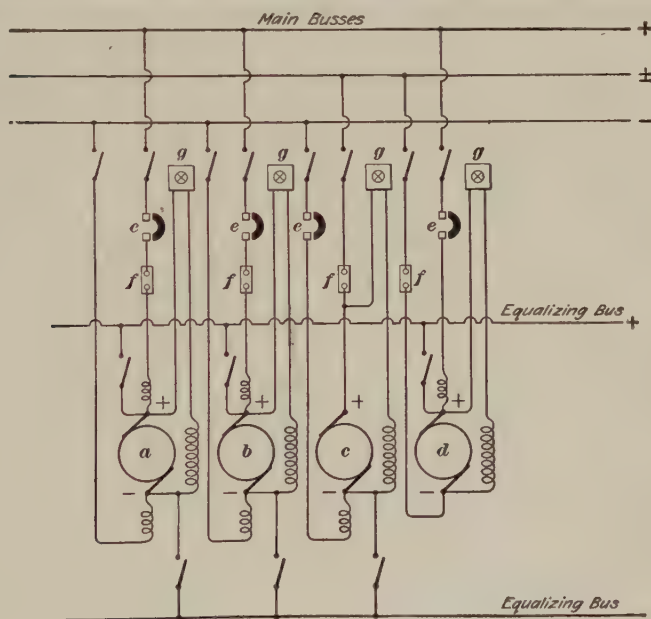 Main Busses
+
±
−
g g g g
c e e e
f f f f
Equalizing Bus +
+ + + +
a b c d
− − − −
Equalizing Bus −